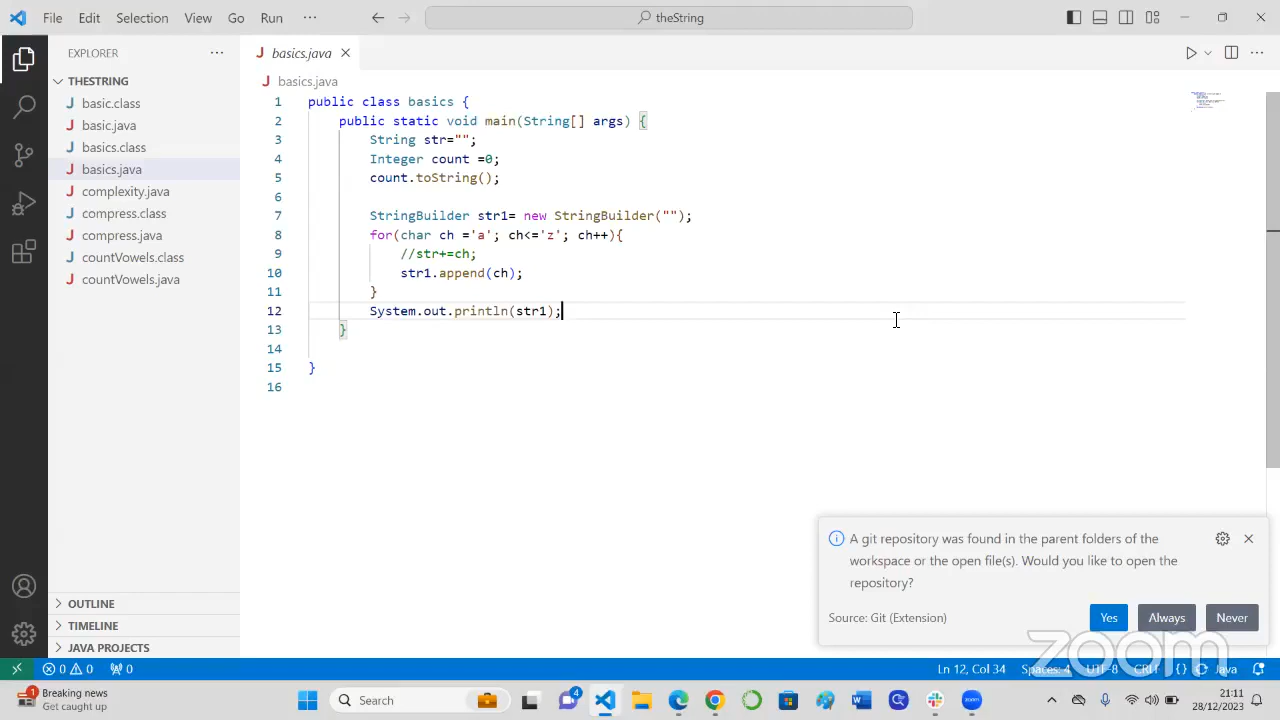 File Edit Selection View Go Run ··· theString
EXPLORER ···
THESTRING
J basic.class
J basic.java
J basics.class
J basics.java
J complexity.java
J compress.class
J compress.java
J countVowels.class
J countVowels.java
OUTLINE
TIMELINE
JAVA PROJECTS
J basics.java
J basics.java
1 public class basics {
2 public static void main(String[] args) {
3 String str="";
4 Integer count =0;
5 count.toString();
6
7 StringBuilder str1= new StringBuilder("");
8 for(char ch ='a'; ch<='z'; ch++){
9 //str+=ch;
10 str1.append(ch);
11 }
12 System.out.println(str1);
13 }
14
15 }
16
A git repository was found in the parent folders of the
workspace or the open file(s). Would you like to open the
repository?
Source: Git (Extension) Yes Always Never
zoom
0 0 0 Ln 12, Col 34 Spaces: 4 UTF-8 CRLF {} Java
1 Breaking news
Get caught up
Search
4
21:11
28/12/2023